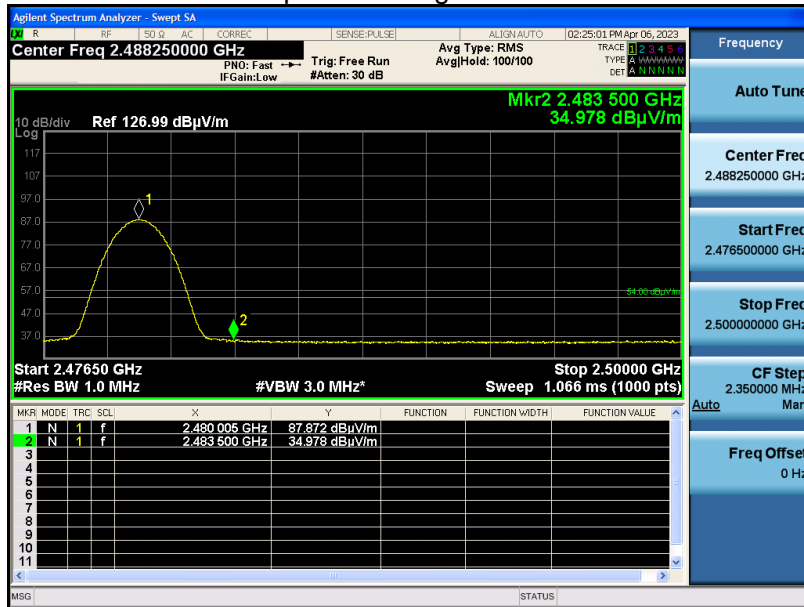 Agilent Spectrum Analyzer - Swept SA
LXI R RF 50 Ω AC CORREC SENSE:PULSE ALIGN AUTO 02:25:01 PM Apr 06, 2023
Center Freq 2.488250000 GHz
PNO: Fast
IFGain:Low
Trig: Free Run
#Atten: 30 dB
Avg Type: RMS
Avg|Hold: 100/100
TRACE 1 2 3 4 5 6
TYPE A WWWWW
DET A N N N N N
Mkr2 2.483 500 GHz
34.978 dBµV/m
10 dB/div Ref 126.99 dBµV/m
Log
117
107
97.0
87.0
77.0
67.0
57.0
47.0
37.0
1
2
54.00 dBµV/m
Start 2.47650 GHz Stop 2.50000 GHz
#Res BW 1.0 MHz #VBW 3.0 MHz* Sweep 1.066 ms (1000 pts)
MKR MODE TRC SCL X Y FUNCTION FUNCTION WIDTH FUNCTION VALUE
1 N 1 f 2.480 005 GHz 87.872 dBµV/m
2 N 1 f 2.483 500 GHz 34.978 dBµV/m
3
4
5
6
7
8
9
10
11
MSG STATUS
Frequency
Auto Tune
Center Freq
2.488250000 GHz
Start Freq
2.476500000 GHz
Stop Freq
2.500000000 GHz
CF Step
2.350000 MHz
Auto Man
Freq Offset
0 Hz